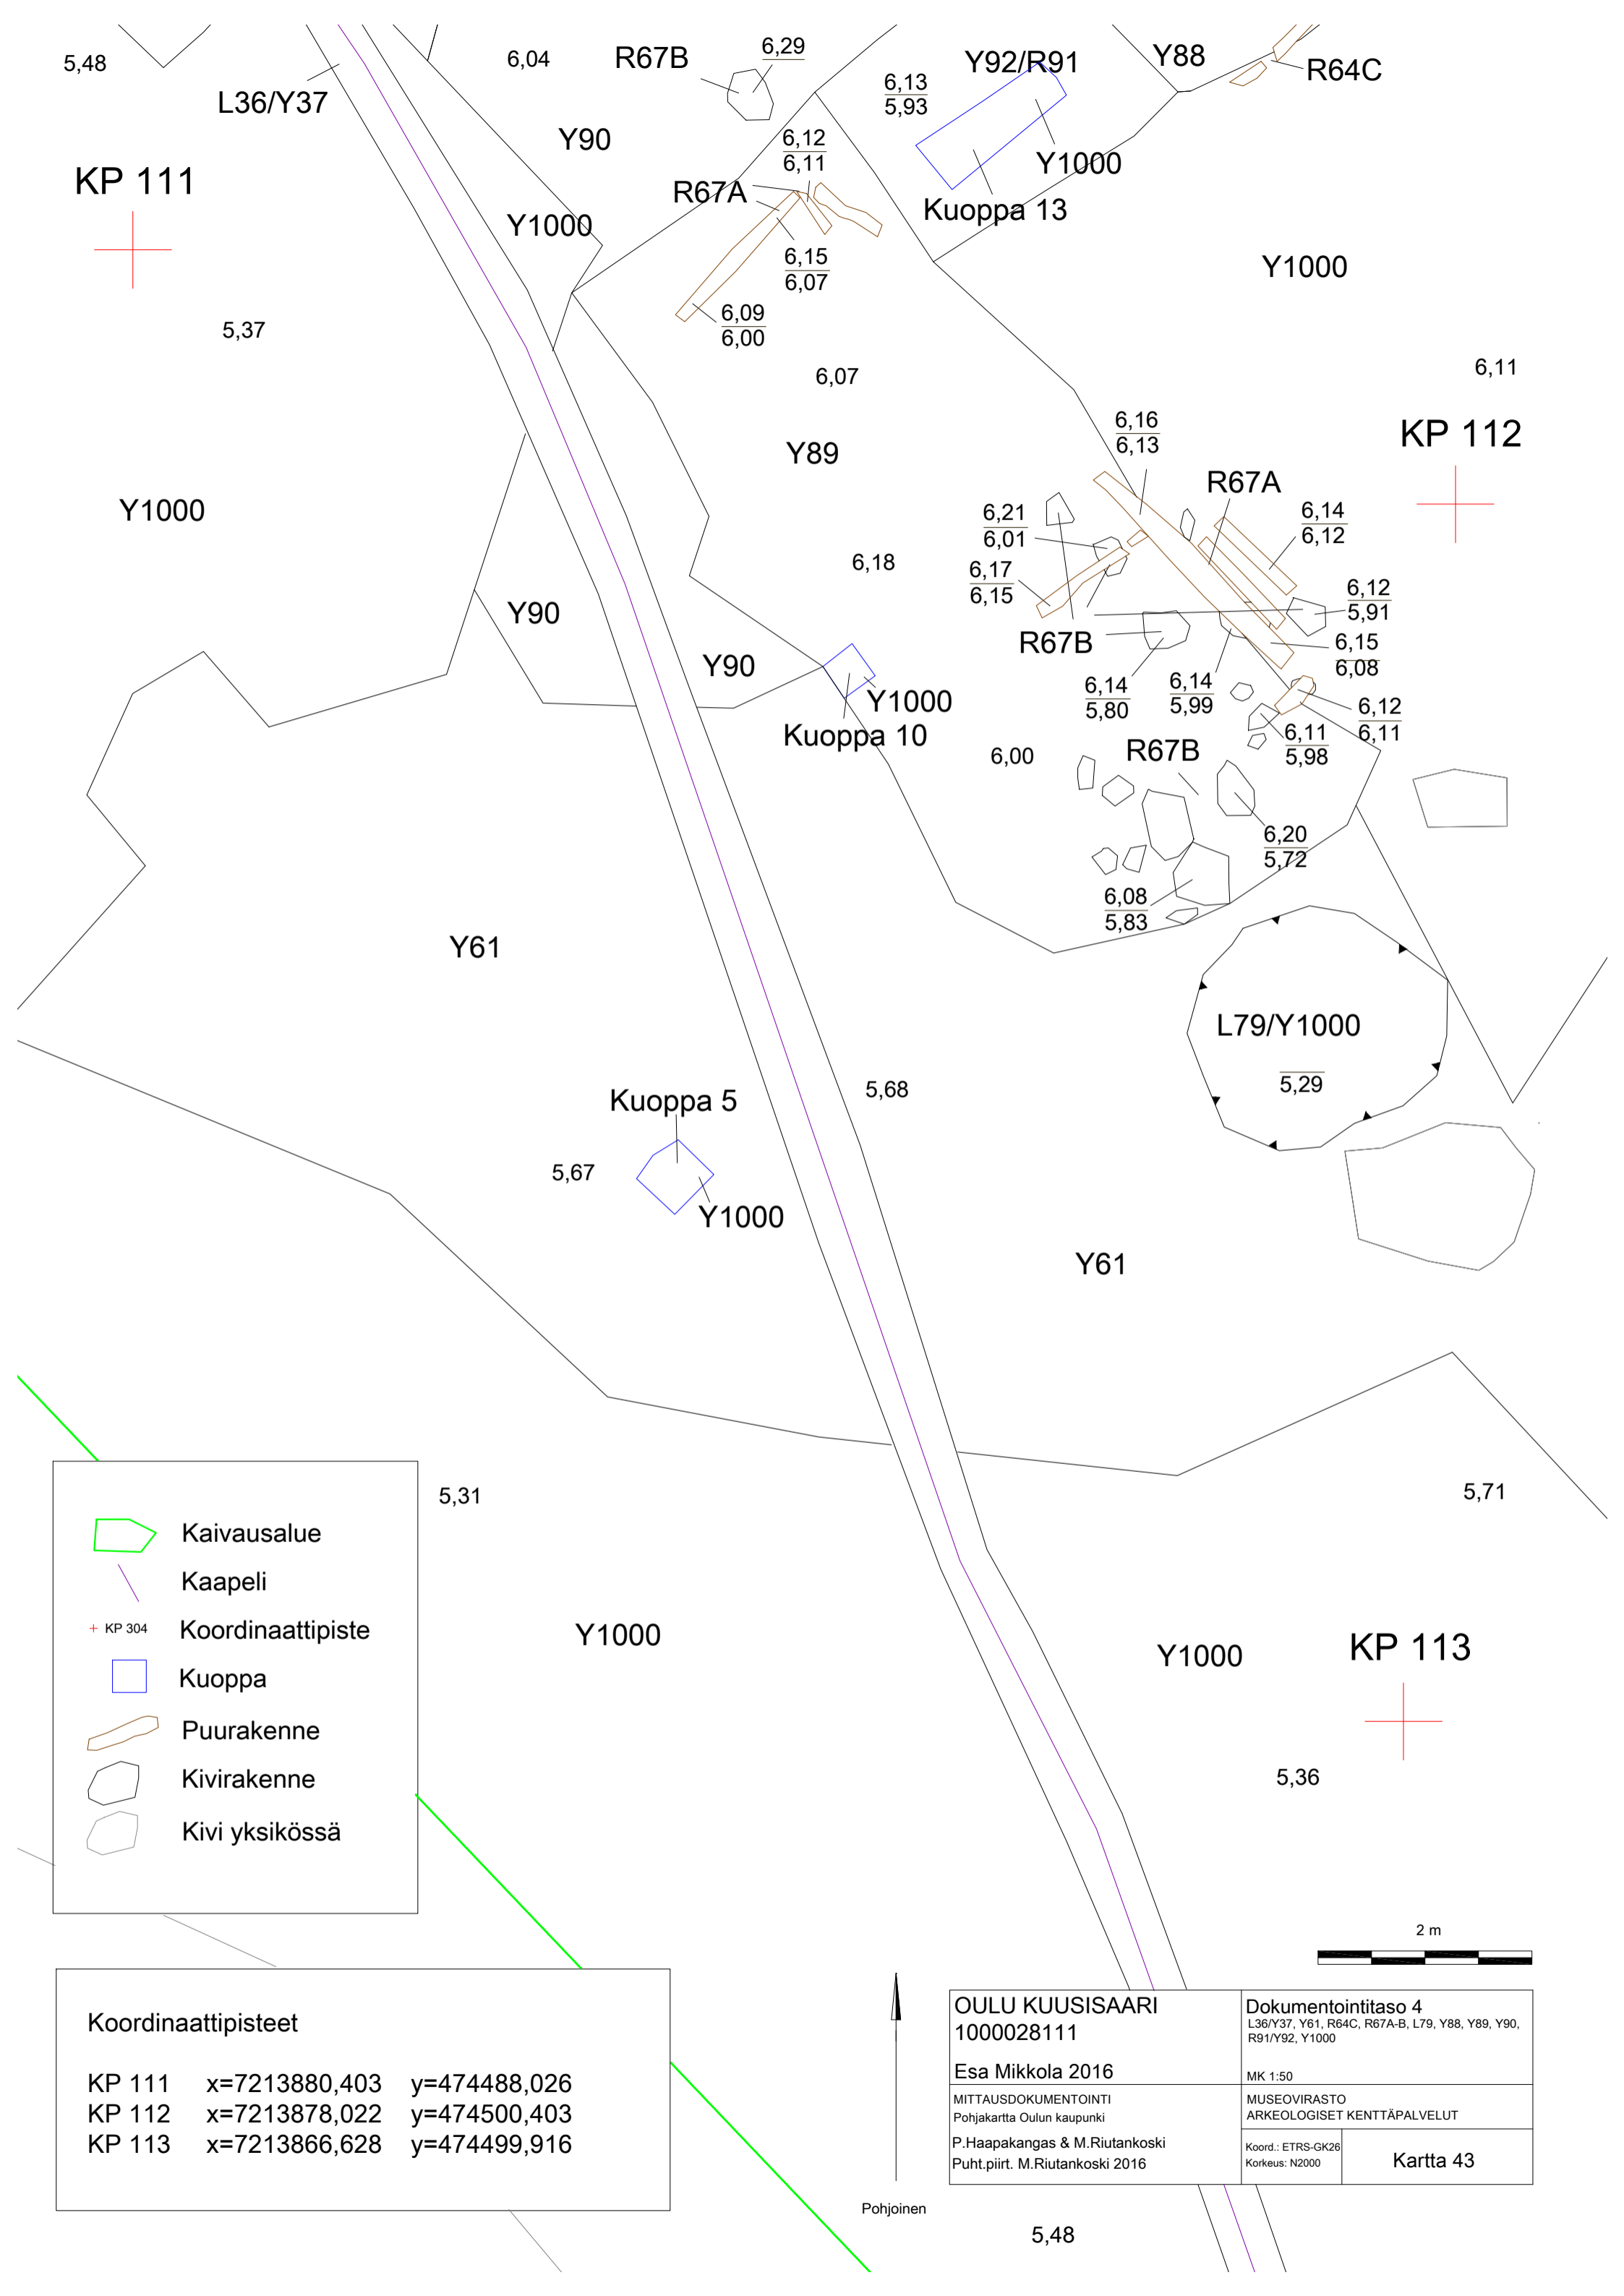 5,48
6,04
R67B
6,29
Y92/R91
Y88
R64C
6,13
5,93
L36/Y37
Y90
6,12
6,11
Y1000
KP 111
R67A
Kuoppa 13
Y1000
6,15
6,07
Y1000
6,09
6,00
5,37
6,07
6,11
6,16
6,13
KP 112
Y89
R67A
Y1000
6,21
6,01
6,14
6,12
6,18
6,17
6,15
6,12
5,91
Y90
R67B
6,15
6,08
Y90
6,14
5,80
6,14
5,99
Y1000
6,12
6,11
Kuoppa 10
6,11
5,98
6,00
R67B
6,20
5,72
6,08
5,83
Y61
L79/Y1000
5,29
5,68
Kuoppa 5
5,67
Y1000
Y61
5,31
5,71
Kaivausalue
Kaapeli
KP 304
Koordinaattipiste
Kuoppa
Puurakenne
Kivirakenne
Kivi yksikössä
Y1000
Y1000
KP 113
5,36
2 m
Koordinaattipisteet
KP 111 x=7213880,403 y=474488,026
KP 112 x=7213878,022 y=474500,403
KP 113 x=7213866,628 y=474499,916
Pohjoinen
OULU KUUSISAARI
1000028111
Esa Mikkola 2016
Dokumentointitaso 4
L36/Y37, Y61, R64C, R67A-B, L79, Y88, Y89, Y90,
R91/Y92, Y1000
MK 1:50
MITTAUSDOKUMENTOINTI
Pohjakartta Oulun kaupunki
P.Haapakangas & M.Riutankoski
Puht.piirt. M.Riutankoski 2016
MUSEOVIRASTO
ARKEOLOGISET KENTTÄPALVELUT
Koord.: ETRS-GK26
Korkeus: N2000
Kartta 43
5,48